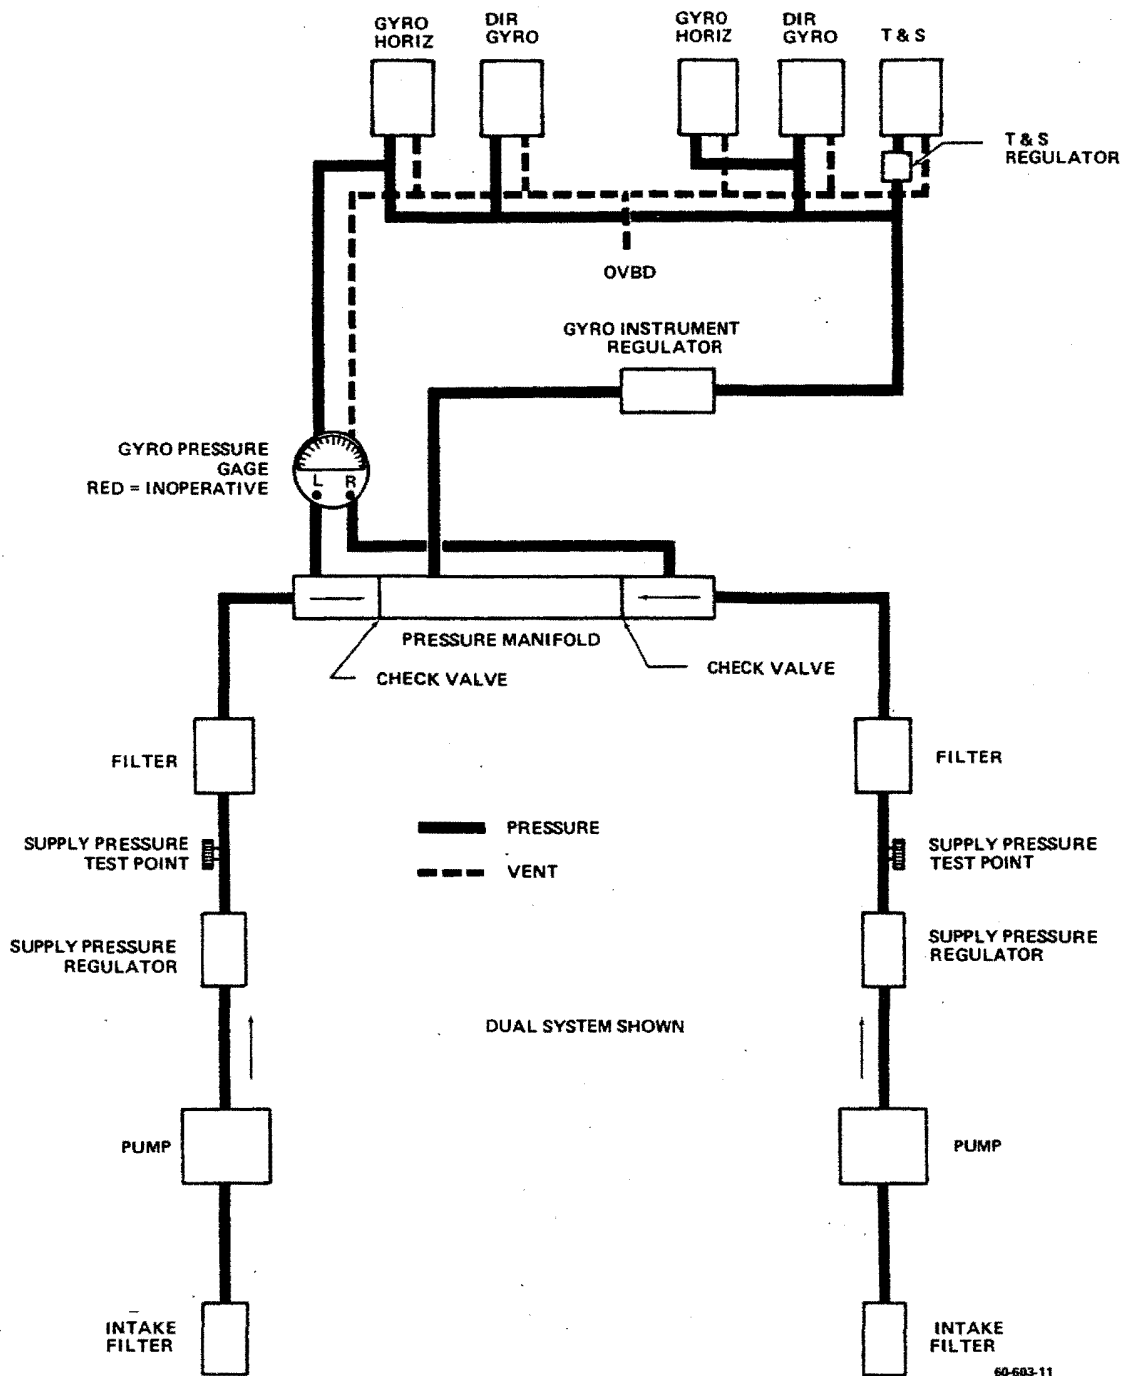 GYRO
HORIZ
DIR
GYRO
GYRO
HORIZ
DIR
GYRO
T & S
T & S
REGULATOR
OVBD
GYRO INSTRUMENT
REGULATOR
GYRO PRESSURE
GAGE
RED = INOPERATIVE
L R
PRESSURE MANIFOLD
CHECK VALVE
CHECK VALVE
FILTER
FILTER
SUPPLY PRESSURE
TEST POINT
PRESSURE
VENT
SUPPLY PRESSURE
TEST POINT
SUPPLY PRESSURE
REGULATOR
SUPPLY PRESSURE
REGULATOR
DUAL SYSTEM SHOWN
PUMP
PUMP
INTAKE
FILTER
INTAKE
FILTER
60-603-11